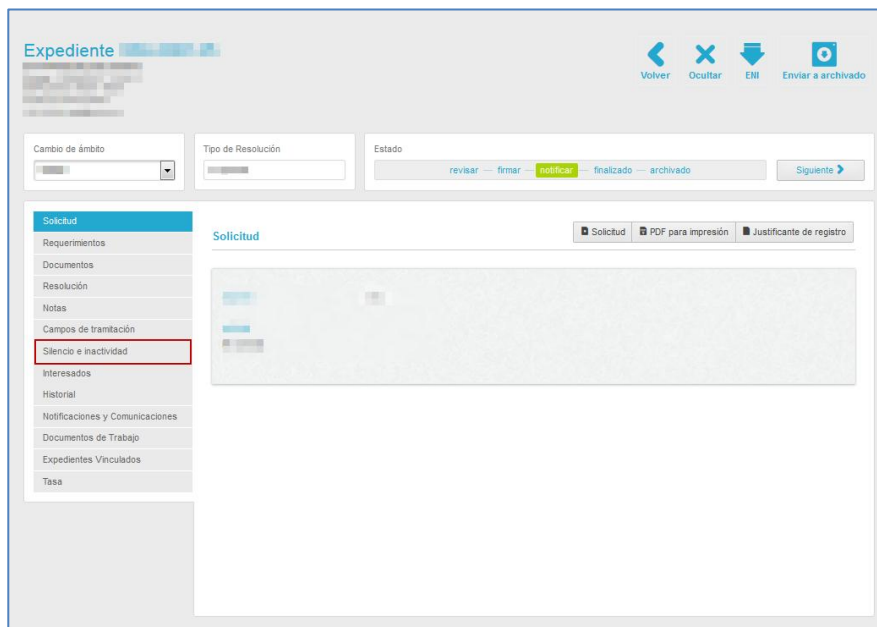 Expediente
Volver
Ocultar
ENI
Enviar a archivado
Cambio de ámbito
Tipo de Resolución
Estado
revisar — firmar — notificar — finalizado — archivado
Siguiente
Solicitud
Requerimientos
Documentos
Resolución
Notas
Campos de tramitación
Silencio e inactividad
Interesados
Historial
Notificaciones y Comunicaciones
Documentos de Trabajo
Expedientes Vinculados
Tasa
Solicitud
Solicitud
PDF para impresión
Justificante de registro